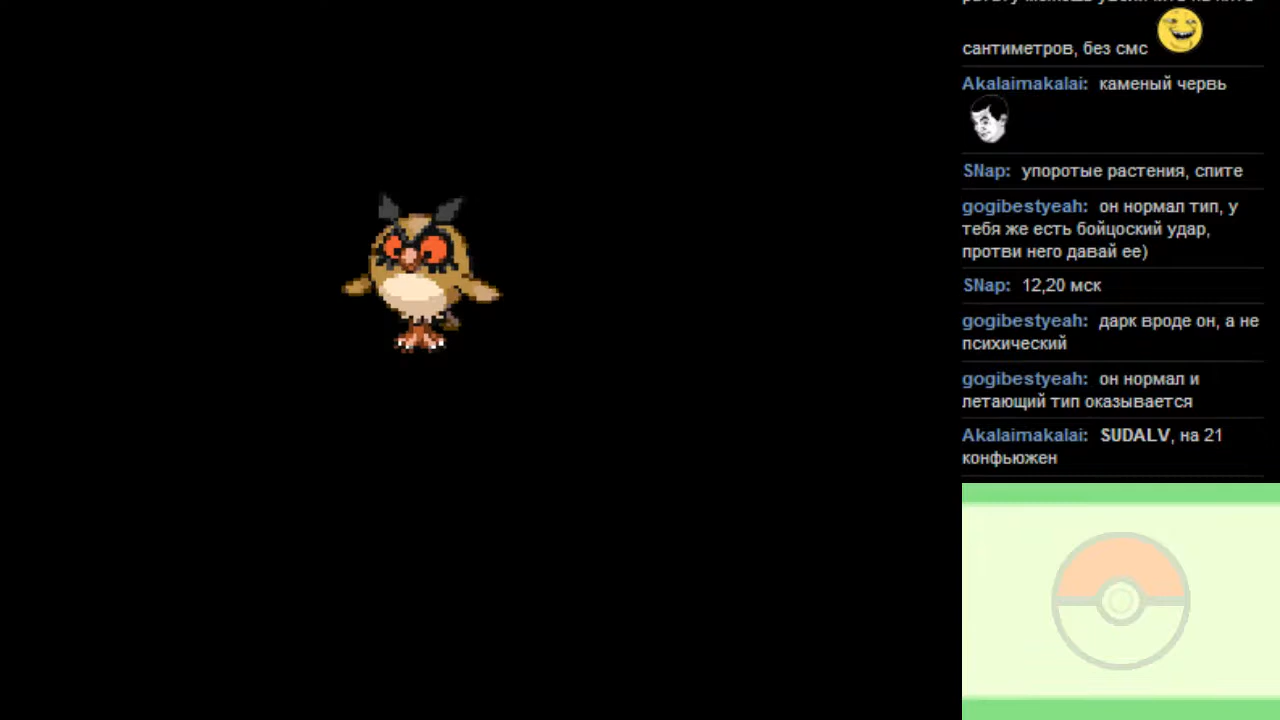 сантиметров, без смс
Akalaimakalai: каменый червь
SNap: упоротые растения, спите
gogibestyeah: он нормал тип, у
тебя же есть бойцоский удар,
протви него давай ее)
SNap: 12,20 мск
gogibestyeah: дарк вроде он, а не
психический
gogibestyeah: он нормал и
летающий тип оказывается
Akalaimakalai: SUDALV, на 21
конфьюжен